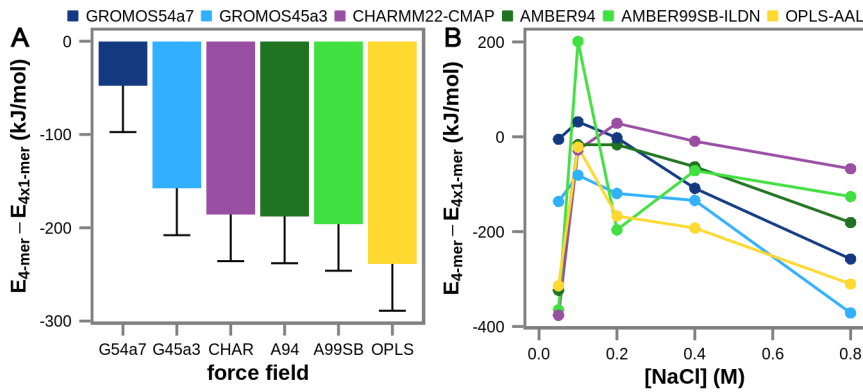 GROMOS54a7 GROMOS45a3 CHARMM22-CMAP AMBER94 AMBER99SB-ILDN OPLS-AAL
A
E4-mer − E4x1-mer (kJ/mol)
0
-100
-200
-300
G54a7 G45a3 CHAR A94 A99SB OPLS
force field
B
E4-mer − E4x1-mer (kJ/mol)
200
0
-200
-400
0.0 0.2 0.4 0.6 0.8
[NaCl] (M)